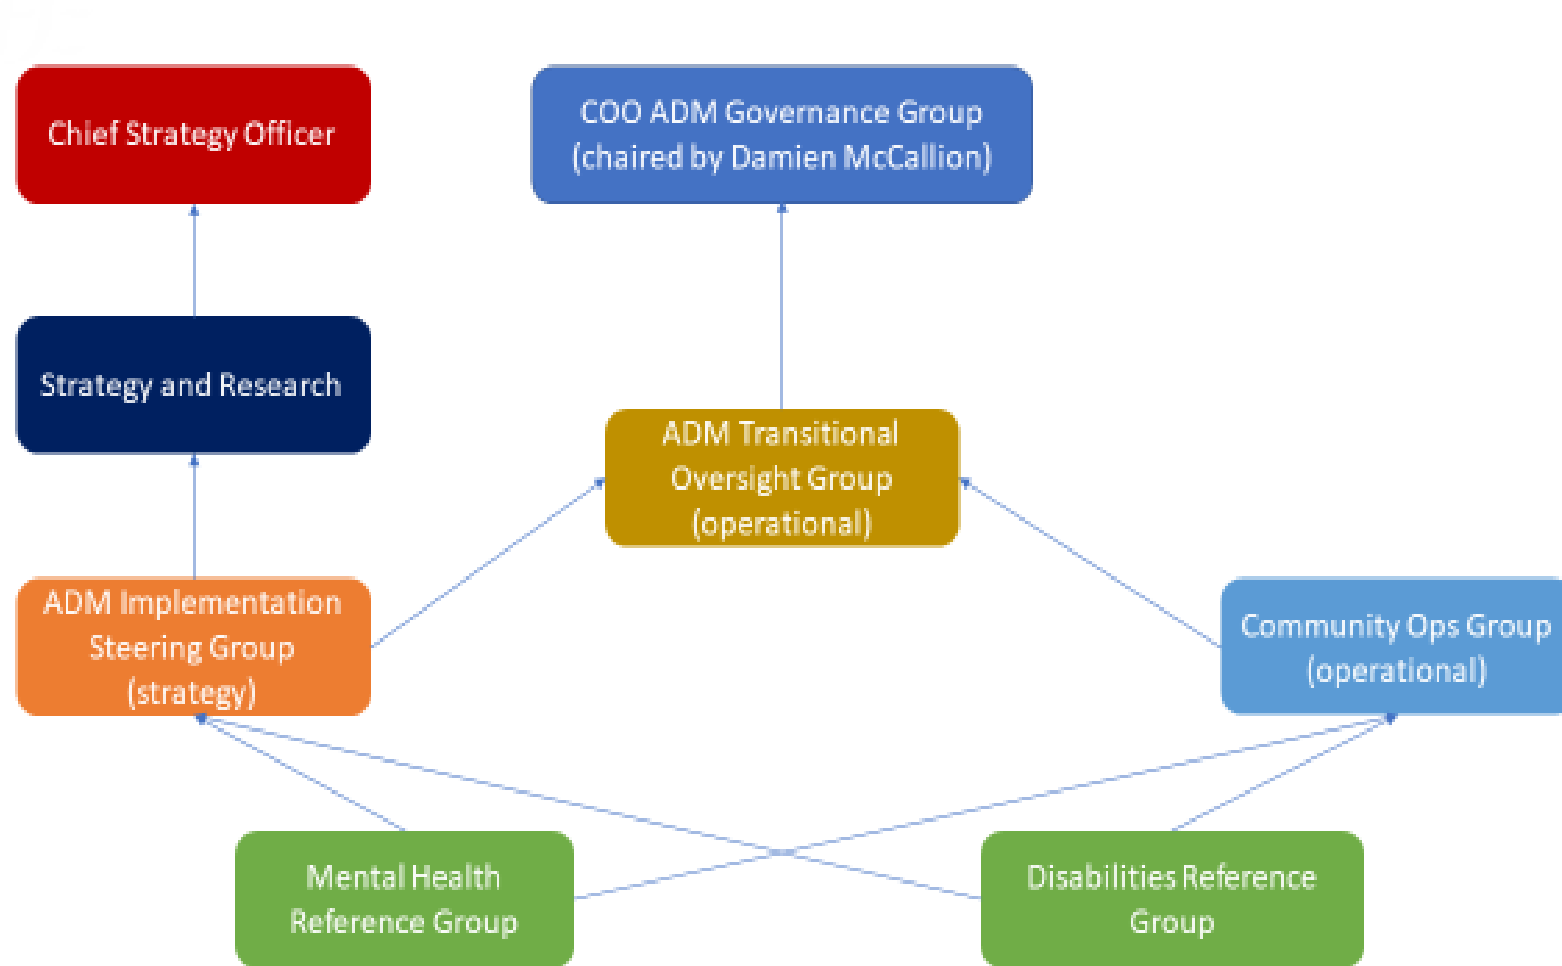 Chief Strategy Officer
COO ADM Governance Group
(chaired by Damien McCallion)
Strategy and Research
ADM Transitional
Oversight Group
(operational)
ADM Implementation
Steering Group
(strategy)
Community Ops Group
(operational)
Mental Health
Reference Group
Disabilities Reference
Group